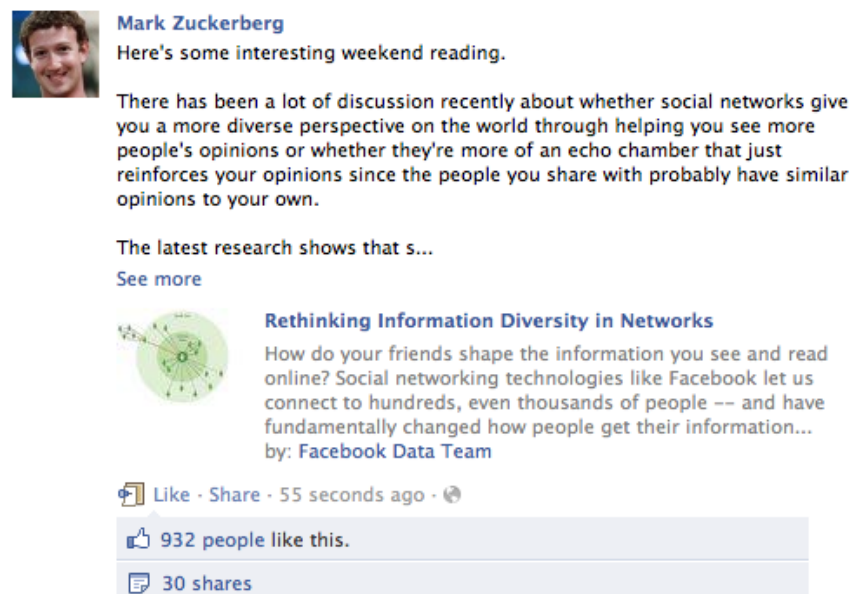 Mark Zuckerberg
Here's some interesting weekend reading.
There has been a lot of discussion recently about whether social networks give
you a more diverse perspective on the world through helping you see more
people's opinions or whether they're more of an echo chamber that just
reinforces your opinions since the people you share with probably have similar
opinions to your own.
The latest research shows that s...
See more
Rethinking Information Diversity in Networks
How do your friends shape the information you see and read
online? Social networking technologies like Facebook let us
connect to hundreds, even thousands of people -- and have
fundamentally changed how people get their information...
by: Facebook Data Team
Like · Share · 55 seconds ago ·
932 people like this.
30 shares